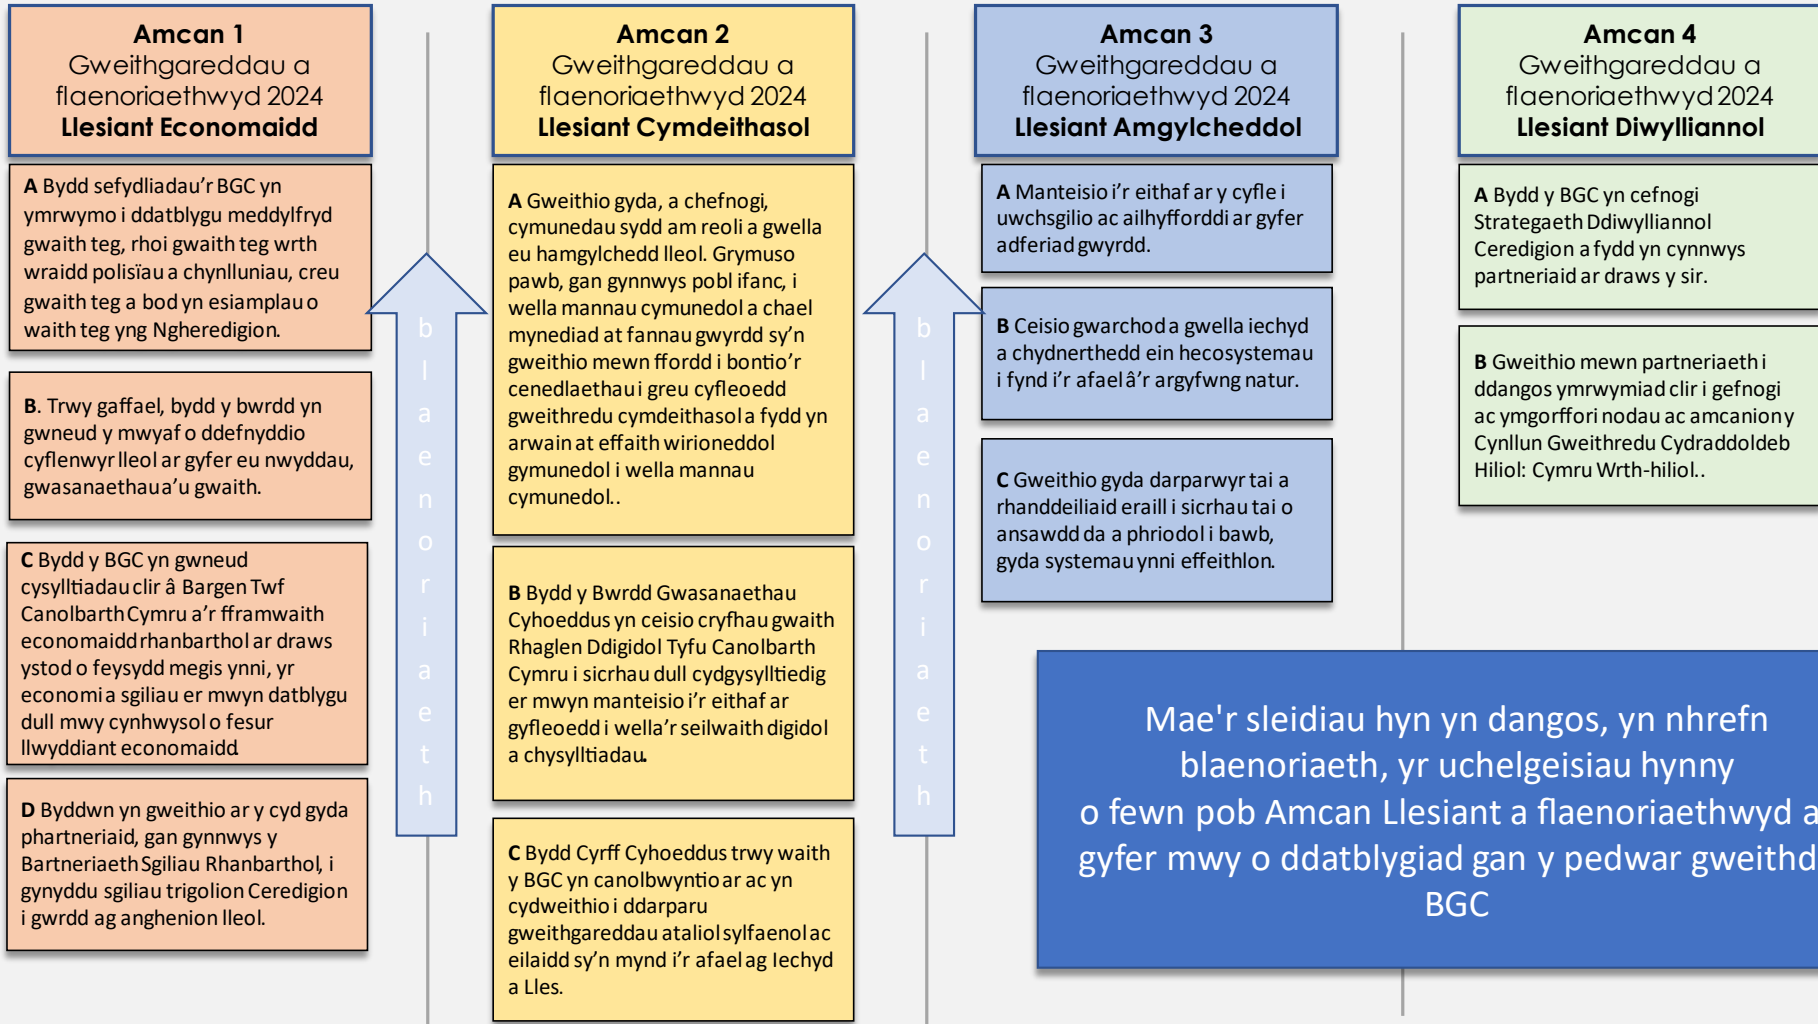 Amcan 1
Gweithgareddau a
flaenoriaethwyd 2024
Llesiant Economaidd
A Bydd sefydliadau'r BGC yn
ymrwymo i ddatblygu meddylfryd
gwaith teg, rhoi gwaith teg wrth
wraidd polisïau a chynlluniau, creu
gwaith teg a bod yn esiamplau o
waith teg yng Ngheredigion.
B. Trwy gaffael, bydd y bwrdd yn
gwneud y mwyaf o ddefnyddio
cyflenwyr lleol ar gyfer eu nwyddau,
gwasanaethau a'u gwaith.
C Bydd y BGC yn gwneud
cysylltiadau clir â Bargen Twf
Canolbarth Cymru a'r fframwaith
economaidd rhanbarthol ar draws
ystod o feysydd megis ynni, yr
economi a sgiliau er mwyn datblygu
dull mwy cynhwysol o fesur
llwyddiant economaidd.
D Byddwn yn gweithio ar y cyd gyda
phartneriaid, gan gynnwys y
Bartneriaeth Sgiliau Rhanbarthol, i
gynyddu sgiliau trigolion Ceredigion
i gwrdd ag anghenion lleol.
blaenoriaeth
Amcan 2
Gweithgareddau a
flaenoriaethwyd 2024
Llesiant Cymdeithasol
A Gweithio gyda, a chefnogi,
cymunedau sydd am reoli a gwella
eu hamgylchedd lleol. Grymuso
pawb, gan gynnwys pobl ifanc, i
wella mannau cymunedol a chael
mynediad at fannau gwyrdd sy'n
gweithio mewn ffordd i bontio'r
cenedlaethau i greu cyfleoedd
gweithredu cymdeithasol a fydd yn
arwain at effaith wirioneddol
gymunedol i wella mannau
cymunedol..
B Bydd y Bwrdd Gwasanaethau
Cyhoeddus yn ceisio cryfhau gwaith
Rhaglen Ddigidol Tyfu Canolbarth
Cymru i sicrhau dull cydgysylltiedig
er mwyn manteisio i'r eithaf ar
gyfleoedd i wella'r seilwaith digidol
a chysylltiadau.
C Bydd Cyrff Cyhoeddus trwy waith
y BGC yn canolbwyntio ar ac yn
cydweithio i ddarparu
gweithgareddau ataliol sylfaenol ac
eilaidd sy'n mynd i'r afael ag Iechyd
a Lles.
blaenoriaeth
Amcan 3
Gweithgareddau a
flaenoriaethwyd 2024
Llesiant Amgylcheddol
A Manteisio i'r eithaf ar y cyfle i
uwchsgilio ac ailhyfforddi ar gyfer
adferiad gwyrdd.
B Ceisio gwarchod a gwella iechyd
a chydnerthedd ein hecosystemau
i fynd i'r afael â'r argyfwng natur.
C Gweithio gyda darparwyr tai a
rhanddeiliaid eraill i sicrhau tai o
ansawdd da a phriodol i bawb,
gyda systemau ynni effeithlon.
Amcan 4
Gweithgareddau a
flaenoriaethwyd 2024
Llesiant Diwylliannol
A Bydd y BGC yn cefnogi
Strategaeth Ddiwylliannol
Ceredigion a fydd yn cynnwys
partneriaid ar draws y sir.
B Gweithio mewn partneriaeth i
ddangos ymrwymiad clir i gefnogi
ac ymgorffori nodau ac amcanion y
Cynllun Gweithredu Cydraddoldeb
Hiliol: Cymru Wrth-hiliol..
Mae'r sleidiau hyn yn dangos, yn nhrefn
blaenoriaeth, yr uchelgeisiau hynny
o fewn pob Amcan Llesiant a flaenoriaethwyd a
gyfer mwy o ddatblygiad gan y pedwar gweithd
BGC